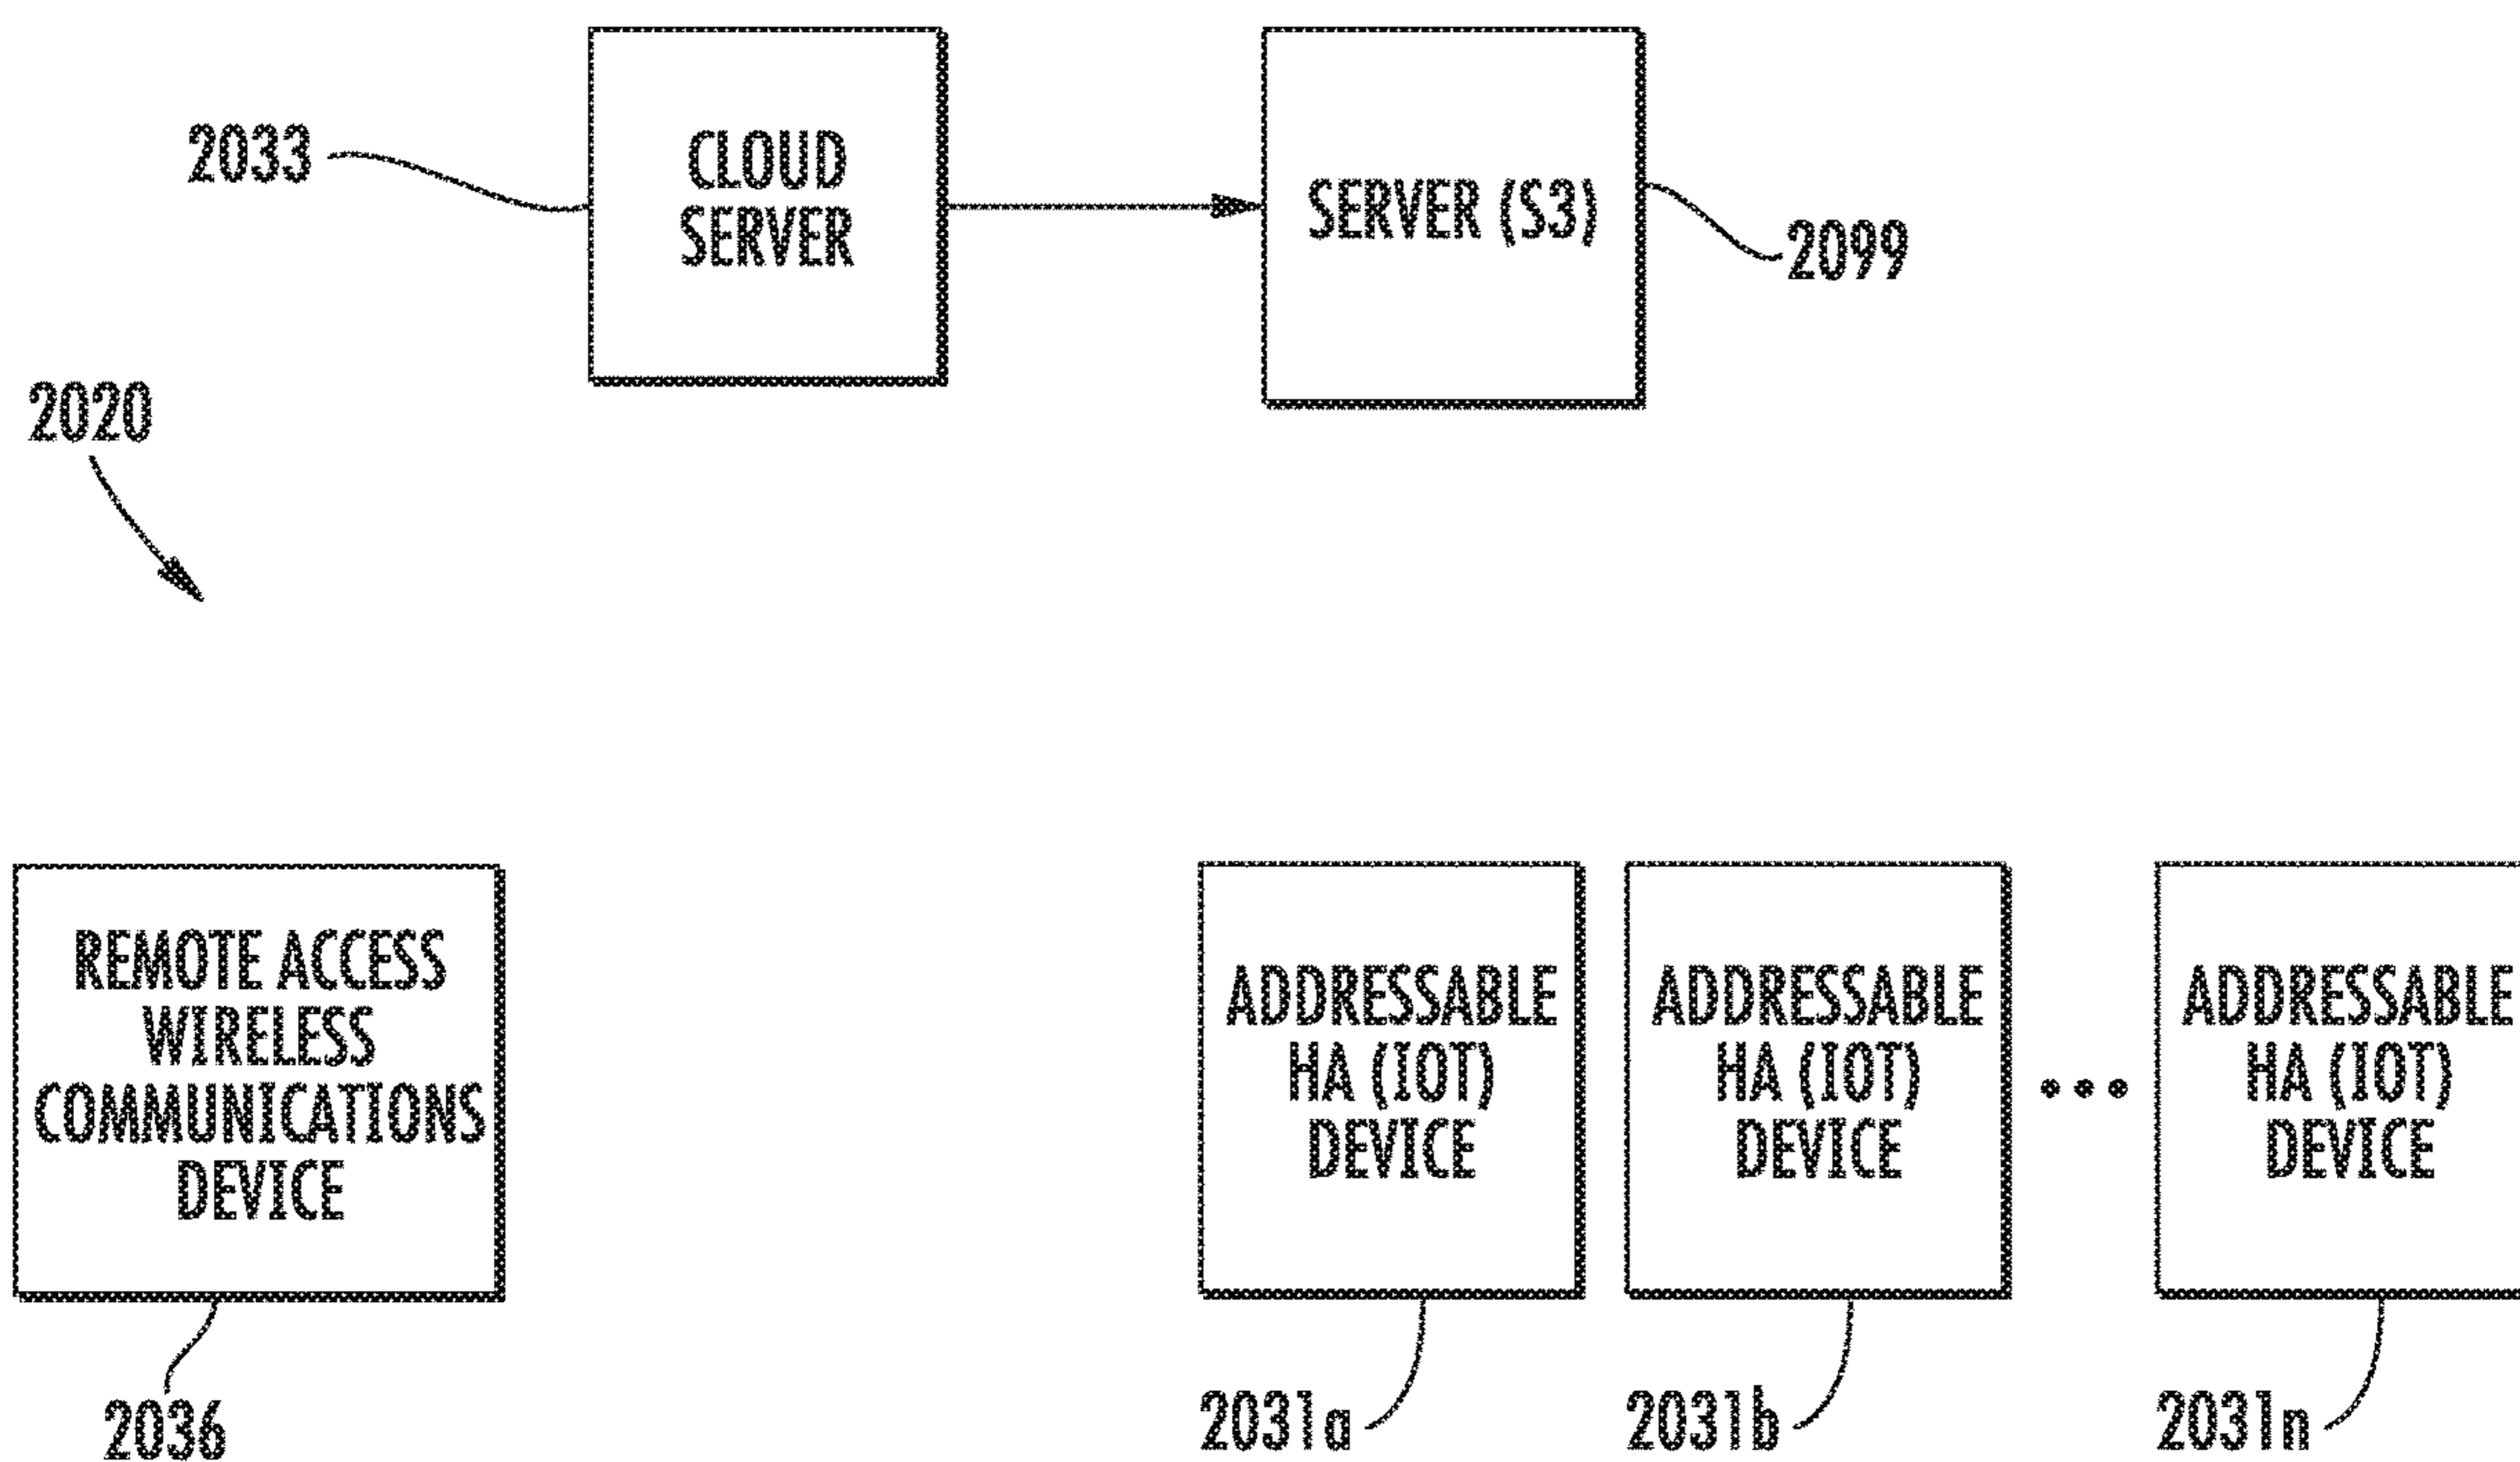 2033
CLOUD
SERVER
SERVER (S3)
2099
2020
REMOTE ACCESS
WIRELESS
COMMUNICATIONS
DEVICE
2036
ADDRESSABLE
HA (IOT)
DEVICE
2031a
ADDRESSABLE
HA (IOT)
DEVICE
2031b
ADDRESSABLE
HA (IOT)
DEVICE
2031n